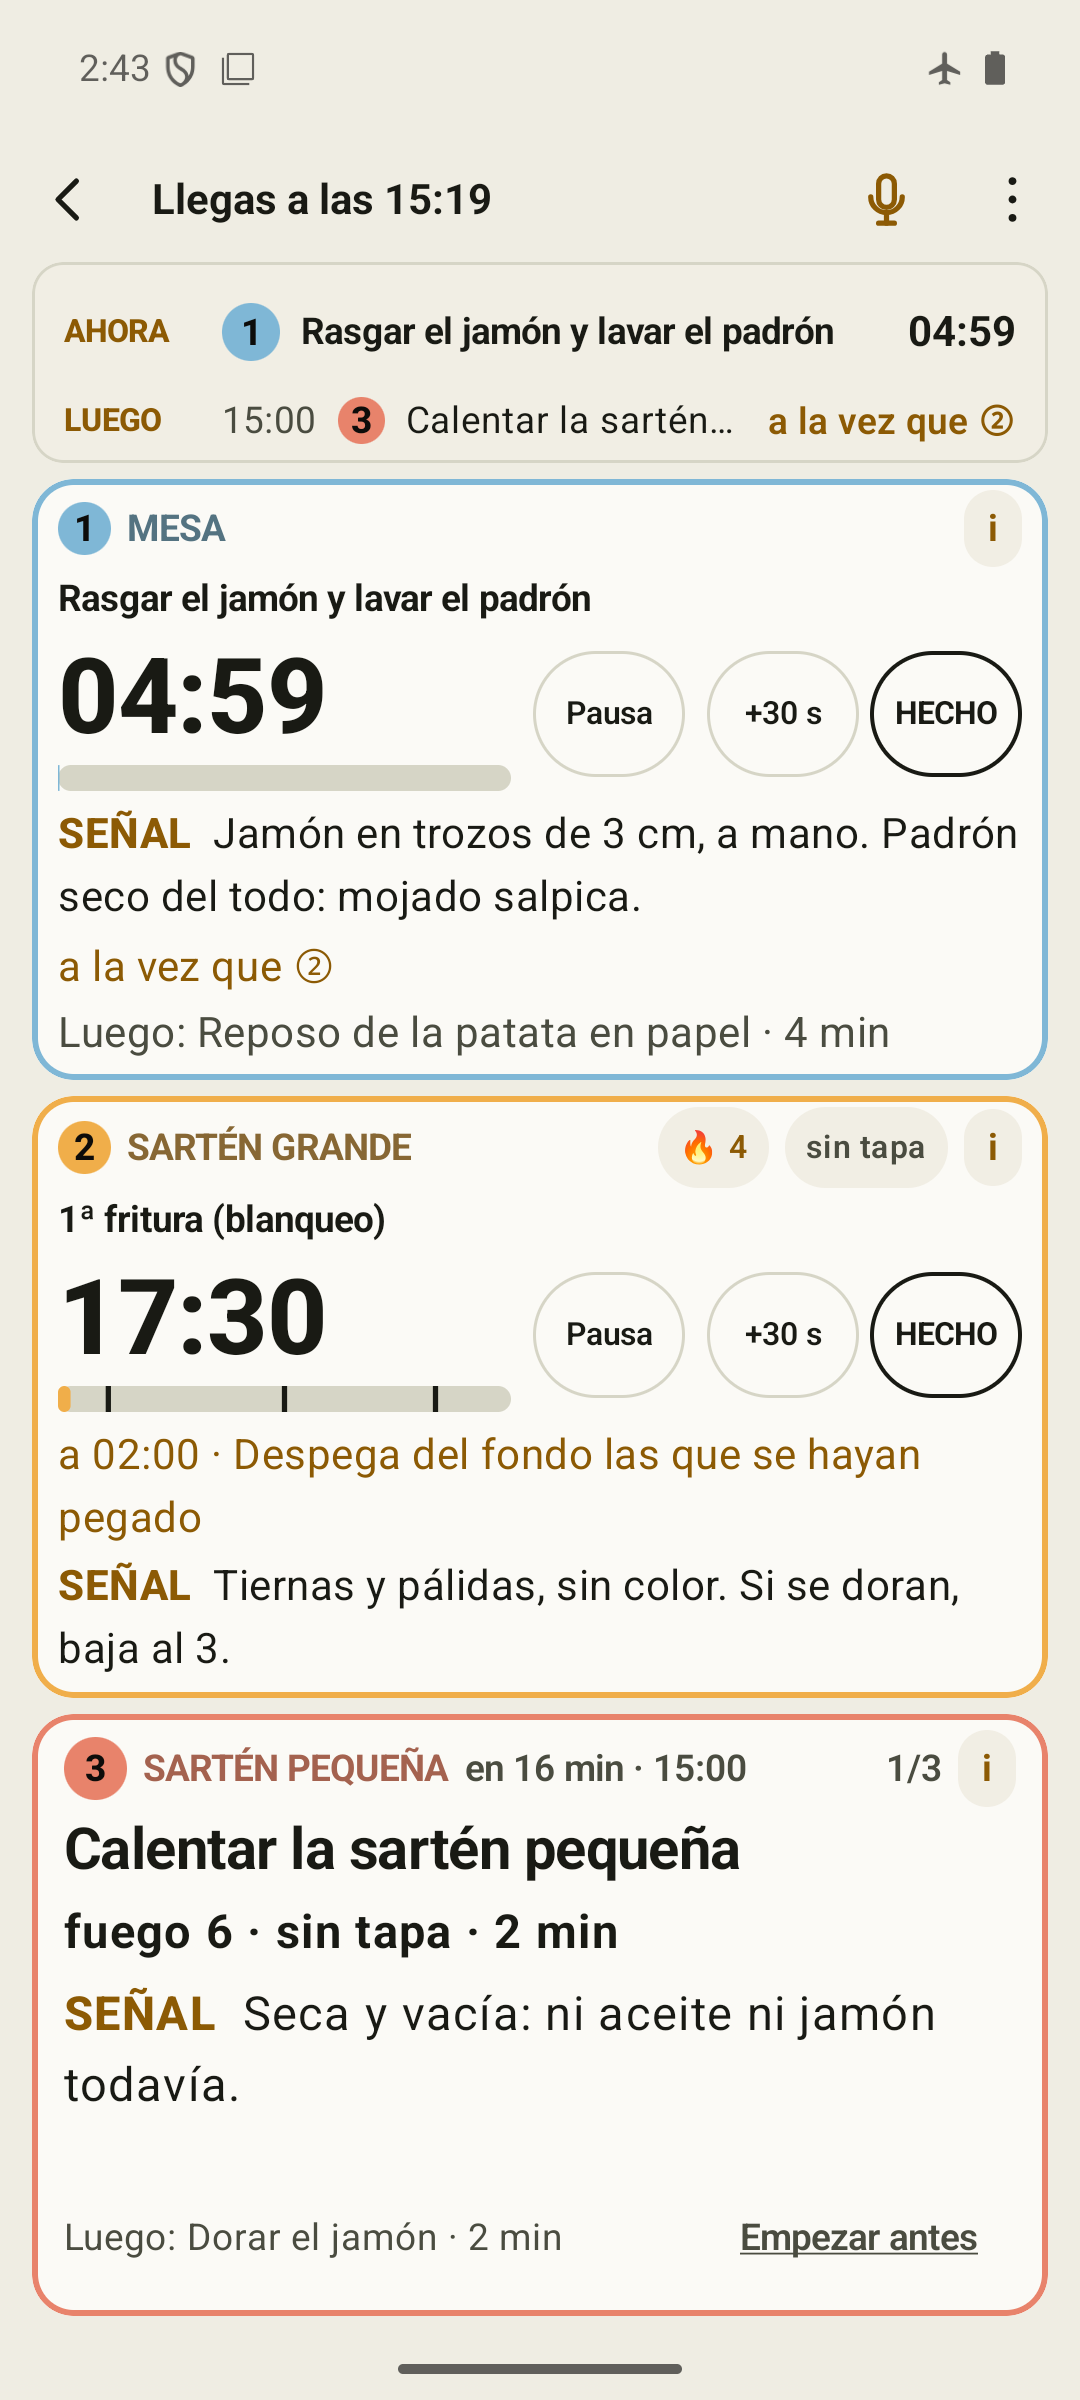 2:43
Llegas a las 15:19
AHORA 1 Rasgar el jamón y lavar el padrón 04:59
LUEGO 15:00 3 Calentar la sartén... a la vez que ②
1 MESA i
Rasgar el jamón y lavar el padrón
04:59 Pausa +30 s HECHO
SEÑAL Jamón en trozos de 3 cm, a mano. Padrón
seco del todo: mojado salpica.
a la vez que ②
Luego: Reposo de la patata en papel · 4 min
2 SARTÉN GRANDE 🔥 4 sin tapa i
1ª fritura (blanqueo)
17:30 Pausa +30 s HECHO
a 02:00 · Despega del fondo las que se hayan
pegado
SEÑAL Tiernas y pálidas, sin color. Si se doran,
baja al 3.
3 SARTÉN PEQUEÑA en 16 min · 15:00 1/3 i
Calentar la sartén pequeña
fuego 6 · sin tapa · 2 min
SEÑAL Seca y vacía: ni aceite ni jamón
todavía.
Luego: Dorar el jamón · 2 min Empezar antes